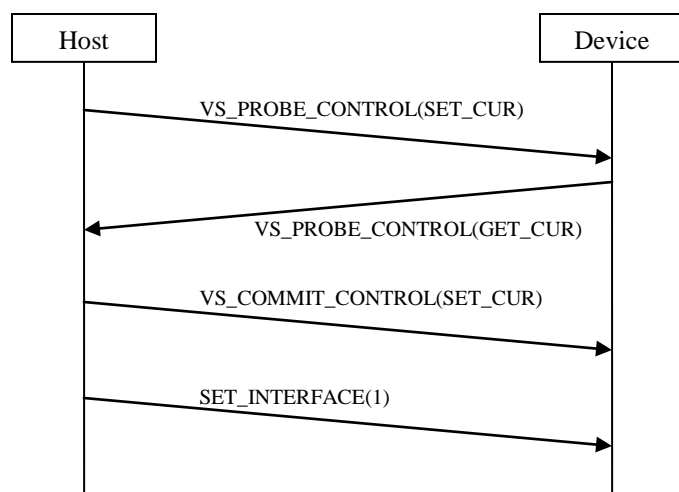 Host
Device
VS_PROBE_CONTROL(SET_CUR)
VS_PROBE_CONTROL(GET_CUR)
VS_COMMIT_CONTROL(SET_CUR)
SET_INTERFACE(1)